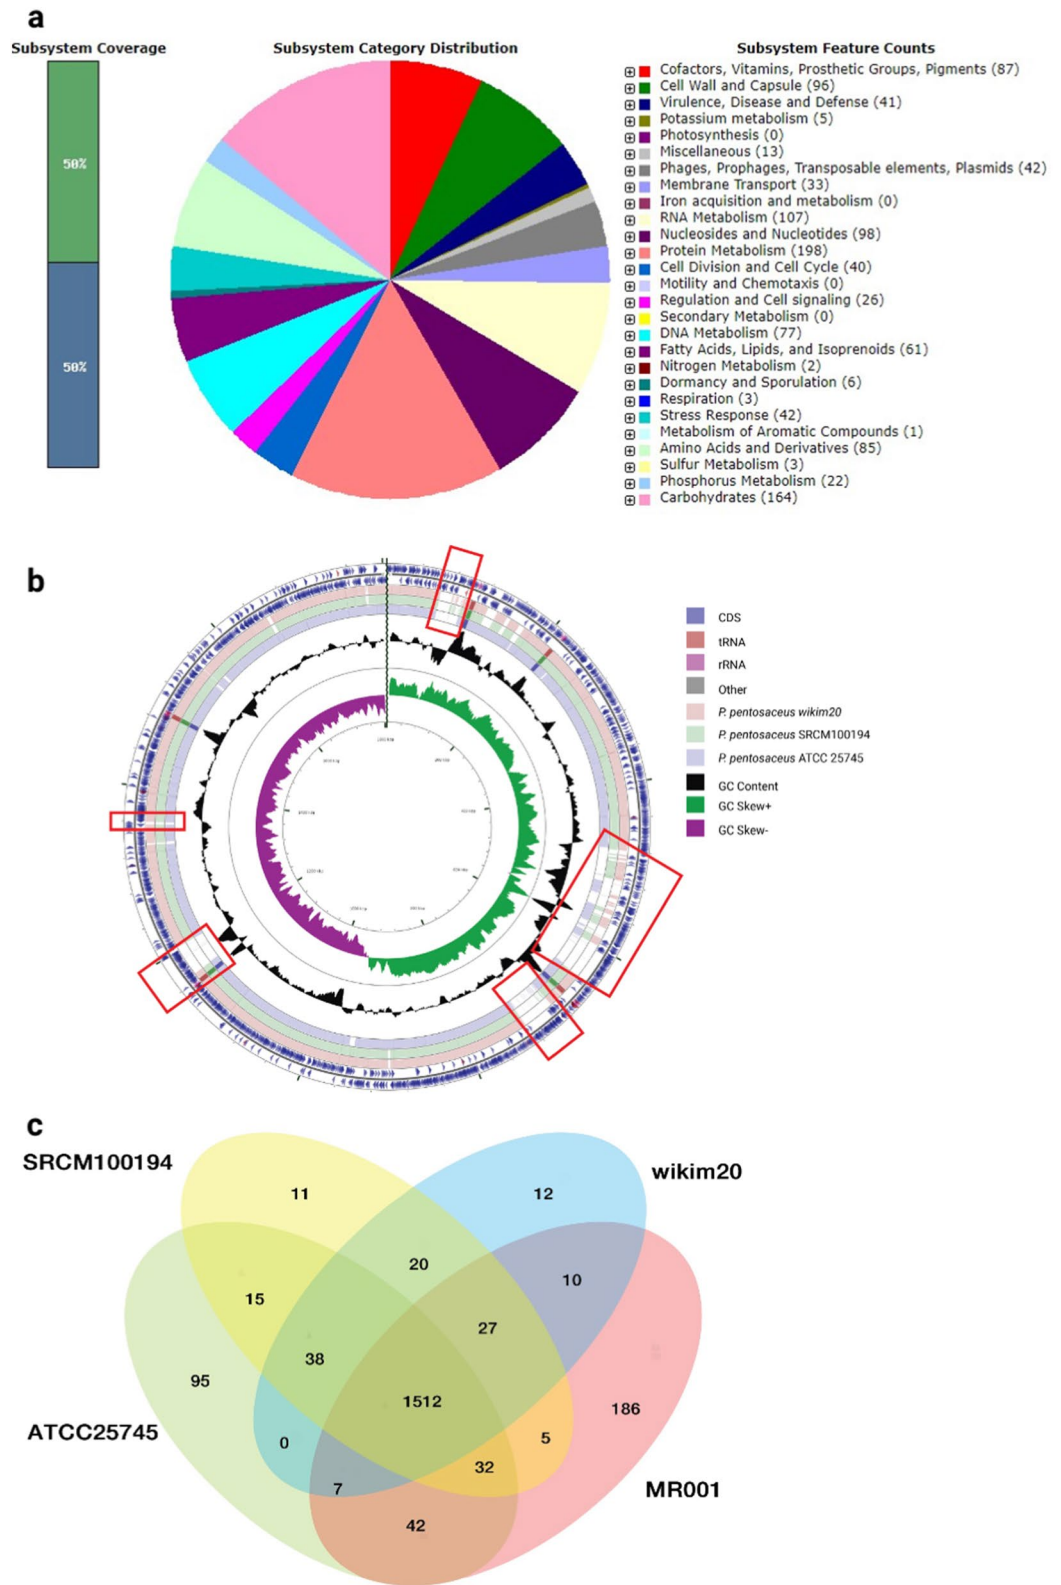 a
Subsystem Coverage
Subsystem Category Distribution
Subsystem Feature Counts
50%
50%
Cofactors, Vitamins, Prosthetic Groups, Pigments (87)
Cell Wall and Capsule (96)
Virulence, Disease and Defense (41)
Potassium metabolism (5)
Photosynthesis (0)
Miscellaneous (13)
Phages, Prophages, Transposable elements, Plasmids (42)
Membrane Transport (33)
Iron acquisition and metabolism (0)
RNA Metabolism (107)
Nucleosides and Nucleotides (98)
Protein Metabolism (198)
Cell Division and Cell Cycle (40)
Motility and Chemotaxis (0)
Regulation and Cell signaling (26)
Secondary Metabolism (0)
DNA Metabolism (77)
Fatty Acids, Lipids, and Isoprenoids (61)
Nitrogen Metabolism (2)
Dormancy and Sporulation (6)
Respiration (3)
Stress Response (42)
Metabolism of Aromatic Compounds (1)
Amino Acids and Derivatives (85)
Sulfur Metabolism (3)
Phosphorus Metabolism (22)
Carbohydrates (164)
b
CDS
tRNA
rRNA
Other
P. pentosaceus wikim20
P. pentosaceus SRCM100194
P. pentosaceus ATCC 25745
GC Content
GC Skew+
GC Skew-
c
SRCM100194
wikim20
11
12
20
10
15
27
38
95
1512
186
ATCC25745
0
5
32
7
MR001
42